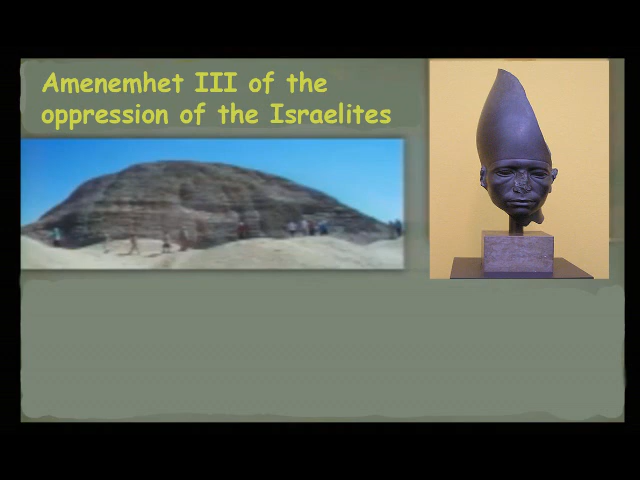 Amenemhet III of the
oppression of the Israelites